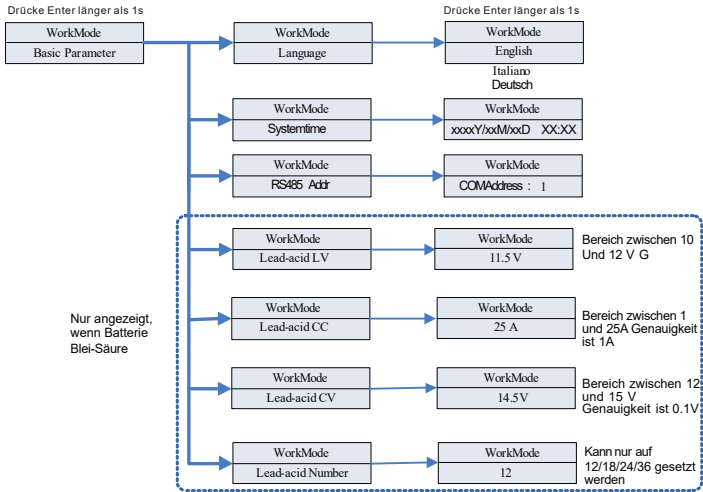 Drücke Enter länger als 1s
Drücke Enter länger als 1s
WorkMode
Basic Parameter
WorkMode
Language
WorkMode
English
Italiano
Deutsch
WorkMode
Systemtime
WorkMode
xxxxY/xxM/xxD XX:XX
WorkMode
RS485 Addr
WorkMode
COMAddress : 1
WorkMode
Lead-acid LV
WorkMode
11.5 V
Bereich zwischen 10
Und 12 V G
Nur angezeigt,
wenn Batterie
Blei-Säure
WorkMode
Lead-acid CC
WorkMode
25 A
Bereich zwischen 1
und 25A Genauigkeit
ist 1A
WorkMode
Lead-acid CV
WorkMode
14.5V
Bereich zwischen 12
und 15 V
Genauigkeit ist 0.1V
WorkMode
Lead-acid Number
WorkMode
12
Kann nur auf
12/18/24/36 gesetzt
werden